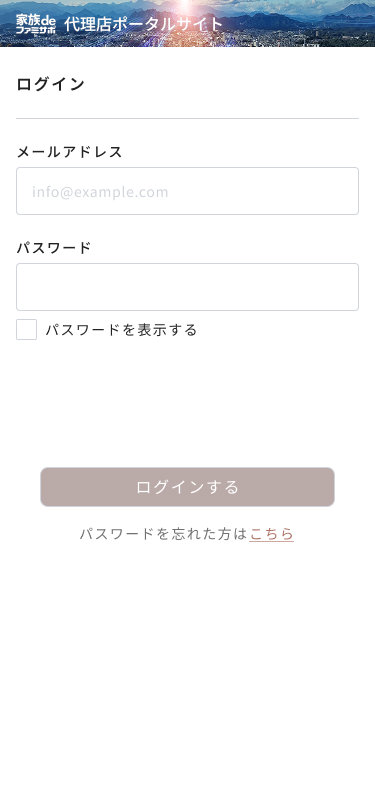 家族de
ファミサポ
代理店ポータルサイト
ログイン
メールアドレス
info@example.com
パスワード
パスワードを表示する
ログインする
パスワードを忘れた方はこちら